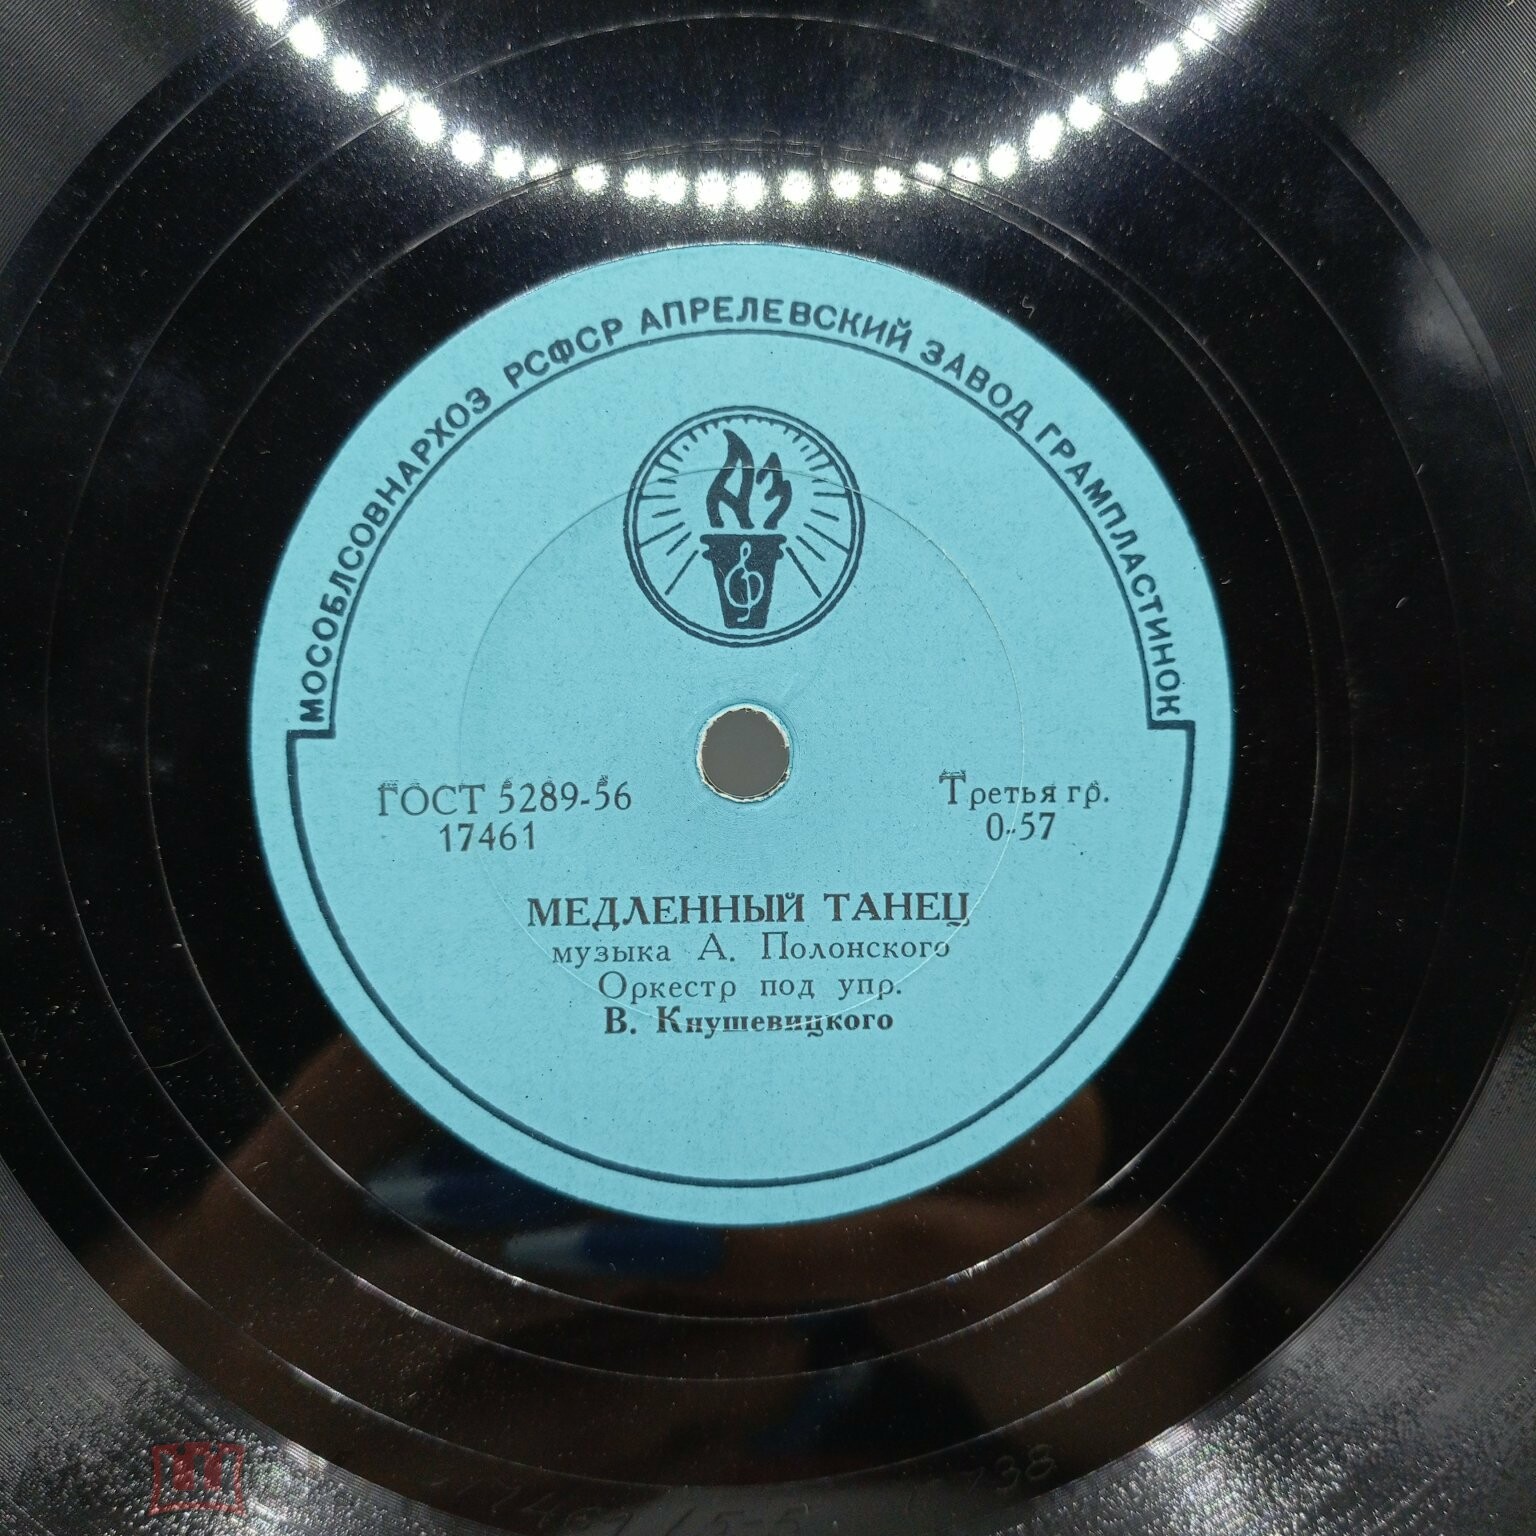 МОСОБЛСОВНАРХОЗ РСФСР АПРЕЛЕВСКИЙ ЗАВОД ГРАМПЛАСТИНОК
АЗ
ГОСТ 5289-56
17461
Третья гр.
0-57
МЕДЛЕННЫЙ ТАНЕЦ
музыка А. Полонского
Оркестр под упр.
В. Кнушевицкого